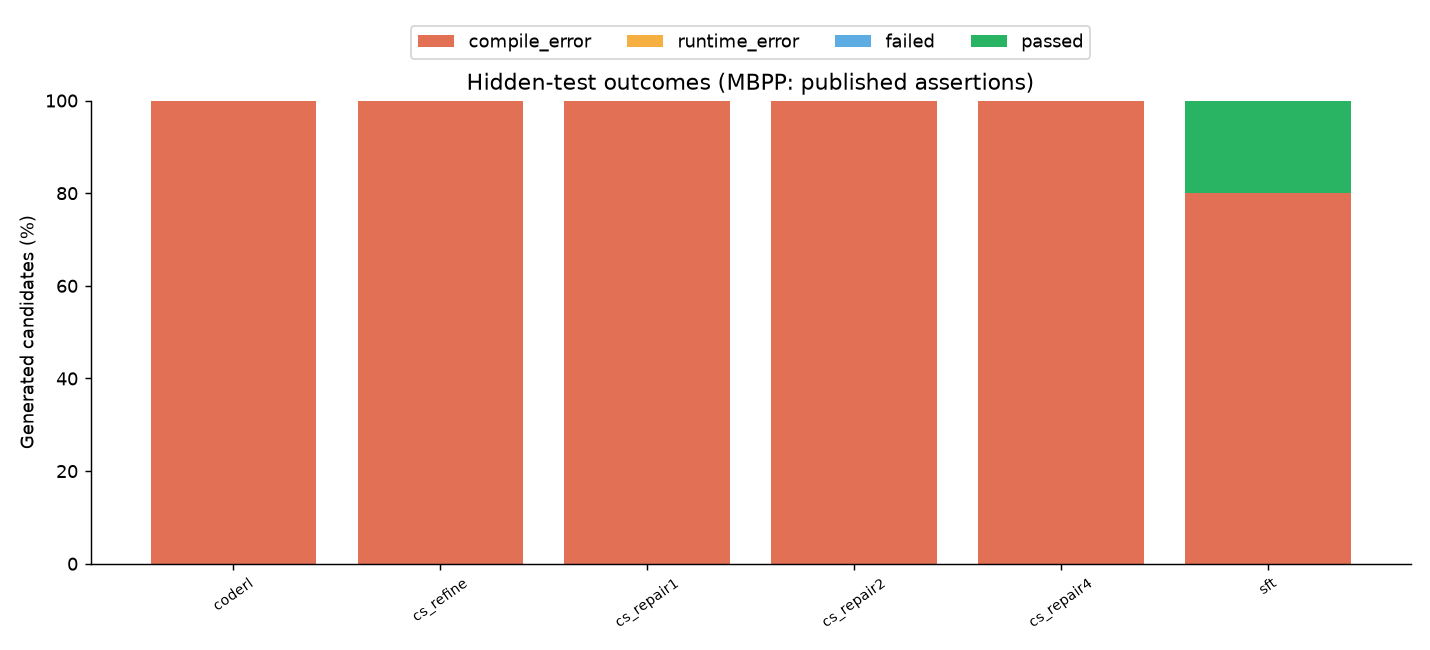 compile_error runtime_error failed passed
Hidden-test outcomes (MBPP: published assertions)
Generated candidates (%)
100
80
60
40
20
0
coderl cs_refine cs_repair1 cs_repair2 cs_repair4 sft